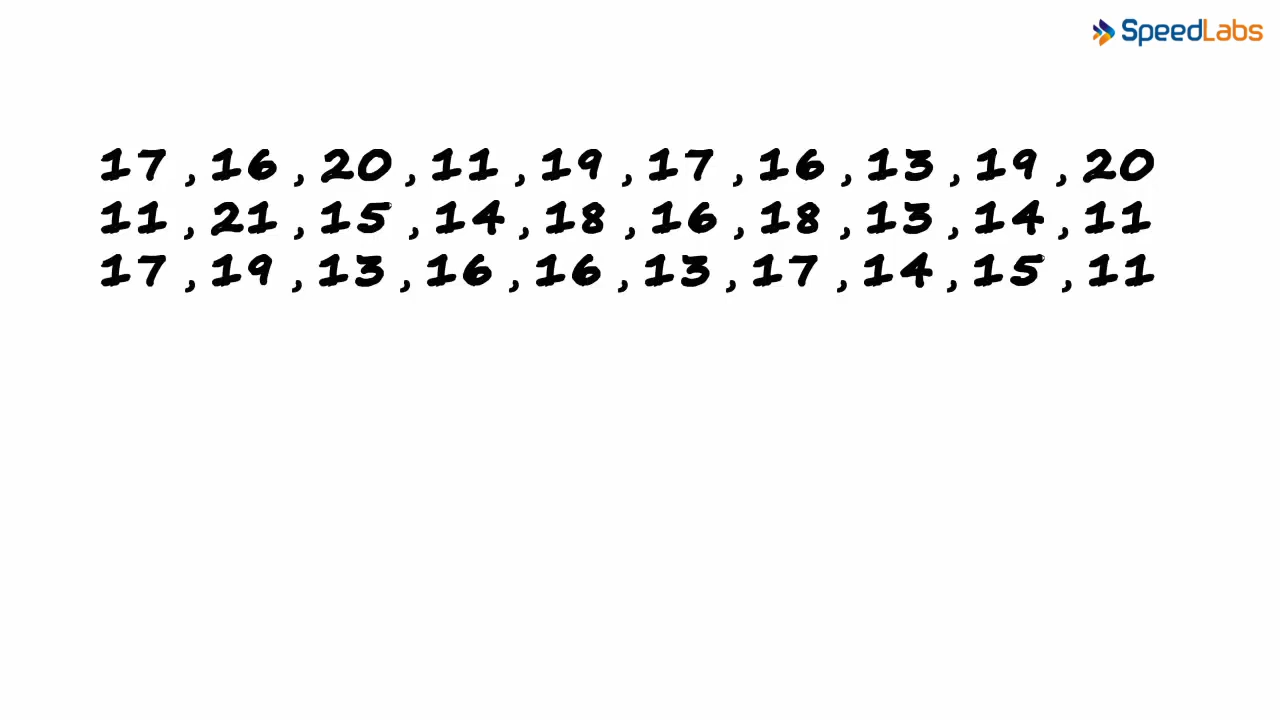 SpeedLabs
17 , 16 , 20 , 11 , 19 , 17 , 16 , 13 , 19 , 20
11 , 21 , 15 , 14 , 18 , 16 , 18 , 13 , 14 , 11
17 , 19 , 13 , 16 , 16 , 13 , 17 , 14 , 15 , 11